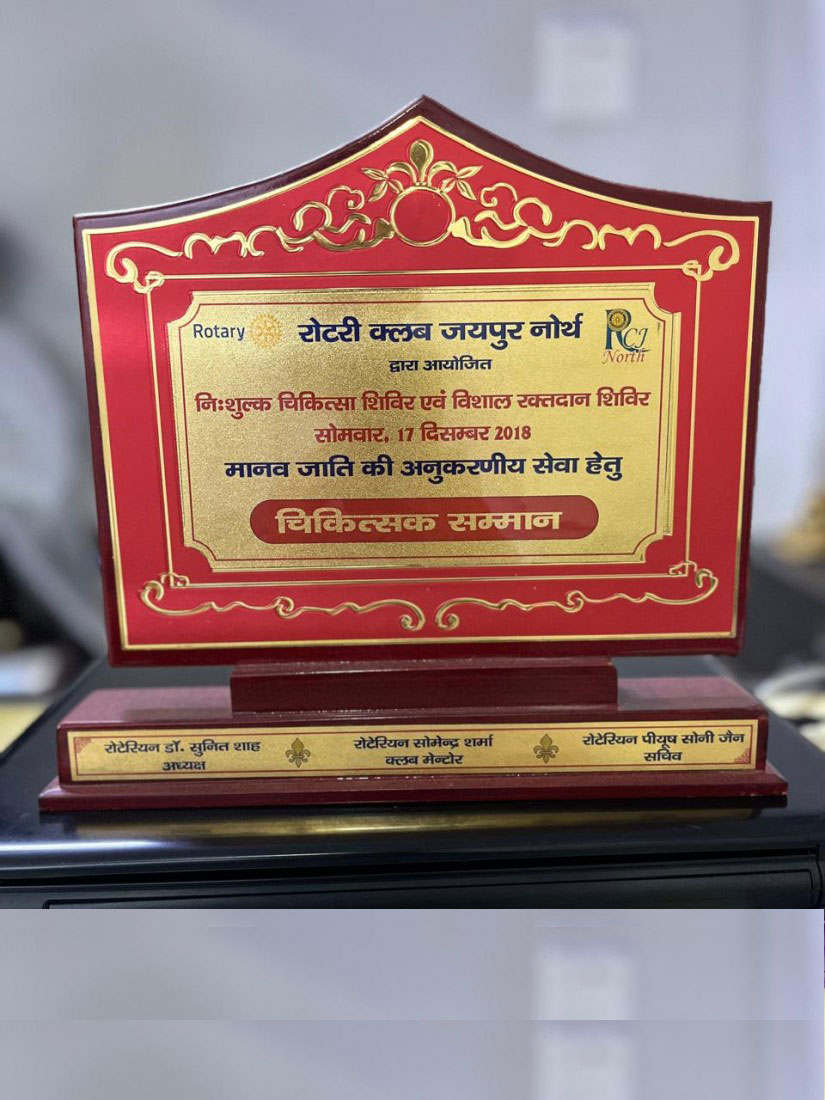 Rotary रोटरी क्लब जयपुर नोर्थ RCJ North
द्वारा आयोजित
निःशुल्क चिकित्सा शिविर एवं विशाल रक्तदान शिविर
सोमवार, 17 दिसम्बर 2018
मानव जाति की अनुकरणीय सेवा हेतु
चिकित्सक सम्मान
रोटेरियन डॉ. सुनित शाह
अध्यक्ष
रोटेरियन सोमेन्द्र शर्मा
क्लब मेन्टोर
रोटेरियन पीयूष सोनी जैन
सचिव